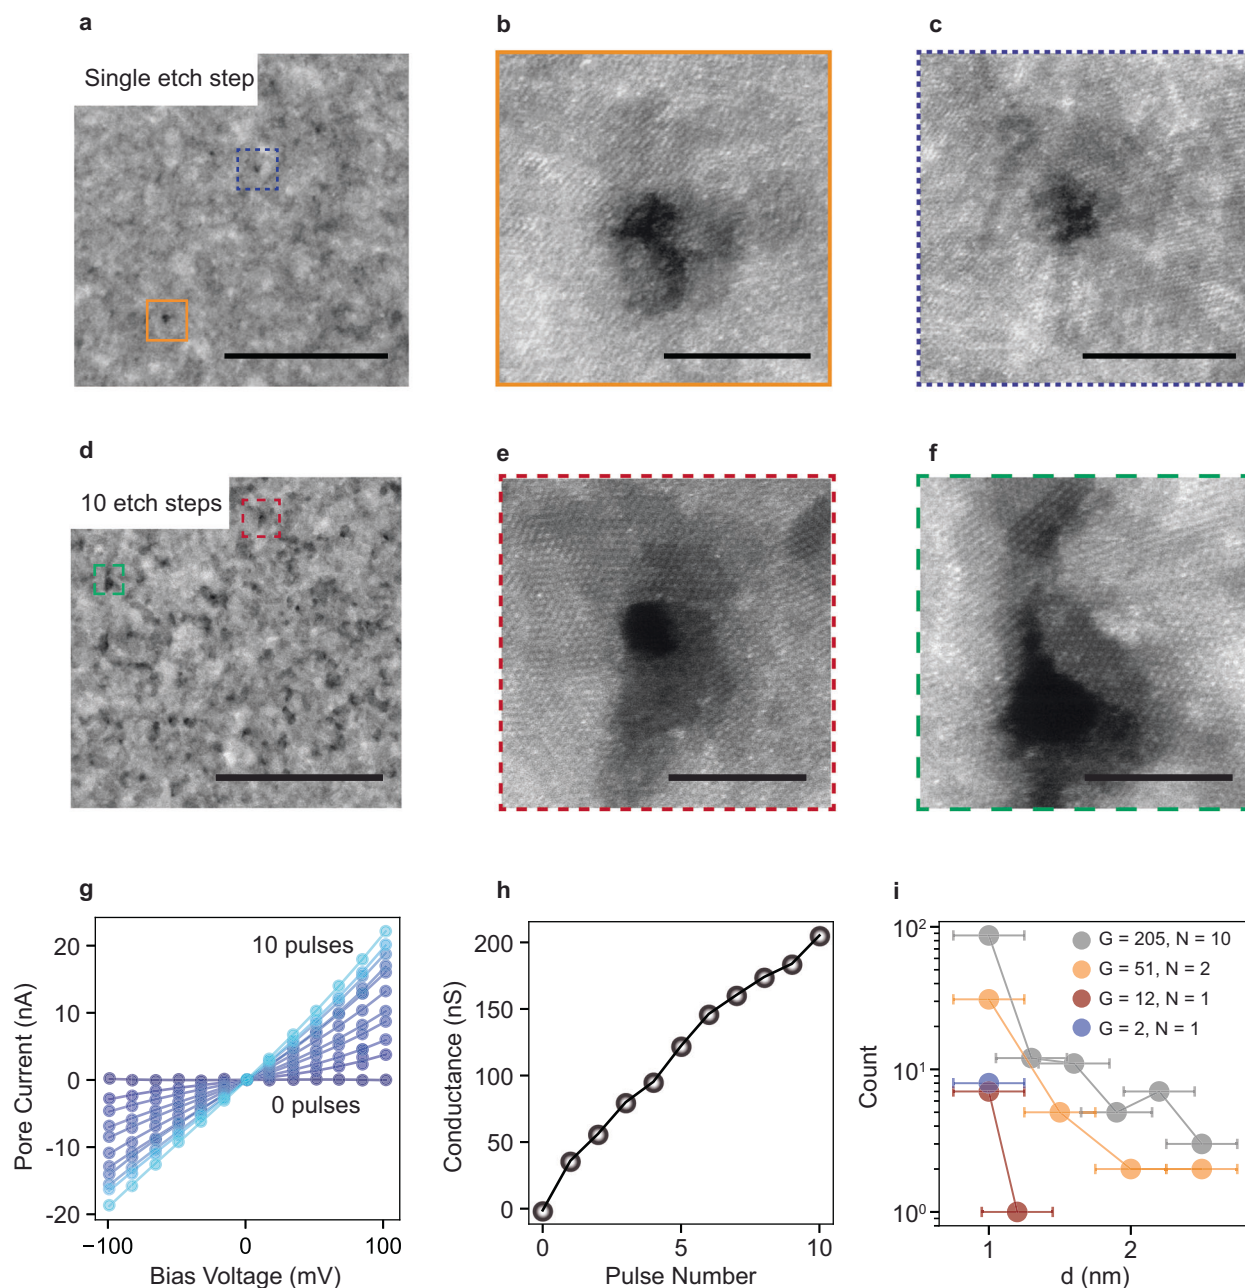 a
b
c
Single etch step
d
e
f
10 etch steps
g
h
i
Pore Current (nA)
20
10
0
-10
-20
10 pulses
0 pulses
−100
0
100
Bias Voltage (mV)
Conductance (nS)
200
150
100
50
0
0
5
10
Pulse Number
Count
10²
10¹
10⁰
G = 205, N = 10
G = 51, N = 2
G = 12, N = 1
G = 2, N = 1
1
2
d (nm)